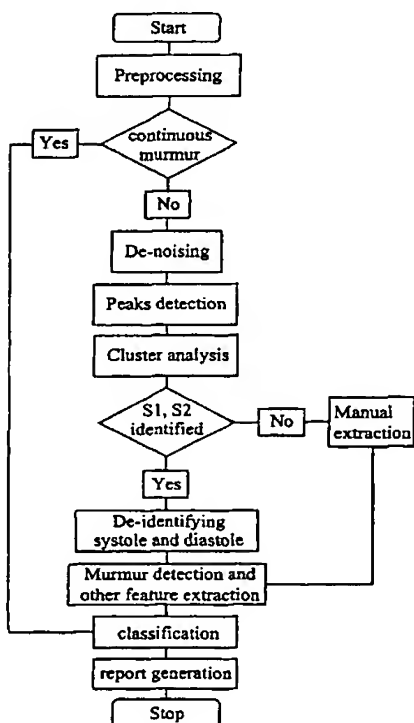 Start
Preprocessing
Yes
continuous
murmur
No
De-noising
Peaks detection
Cluster analysis
S1, S2
identified
No
Manual
extraction
Yes
De-identifying
systole and diastole
Murmur detection and
other feature extraction
classification
report generation
Stop